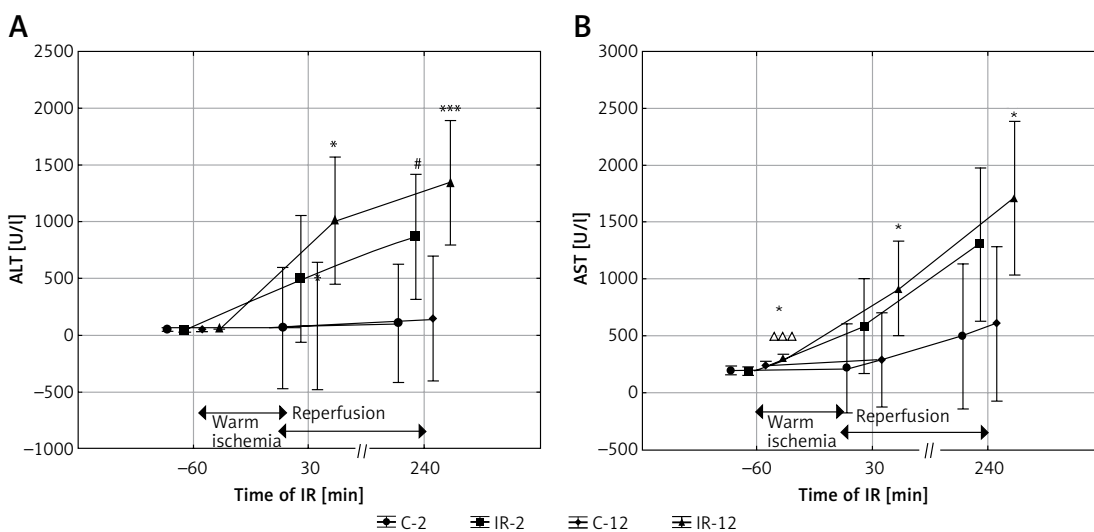 A
2500
2000
1500
1000
500
0
−500
−1000
ALT [U/l]
*
***
#
*
Warm
ischemia
Reperfusion
−60
30
//
240
Time of IR [min]
B
3000
2500
2000
1500
1000
500
0
−500
AST [U/l]
*
△△△
*
*
Warm
ischemia
Reperfusion
−60
30
//
240
Time of IR [min]
C-2 IR-2 C-12 IR-12